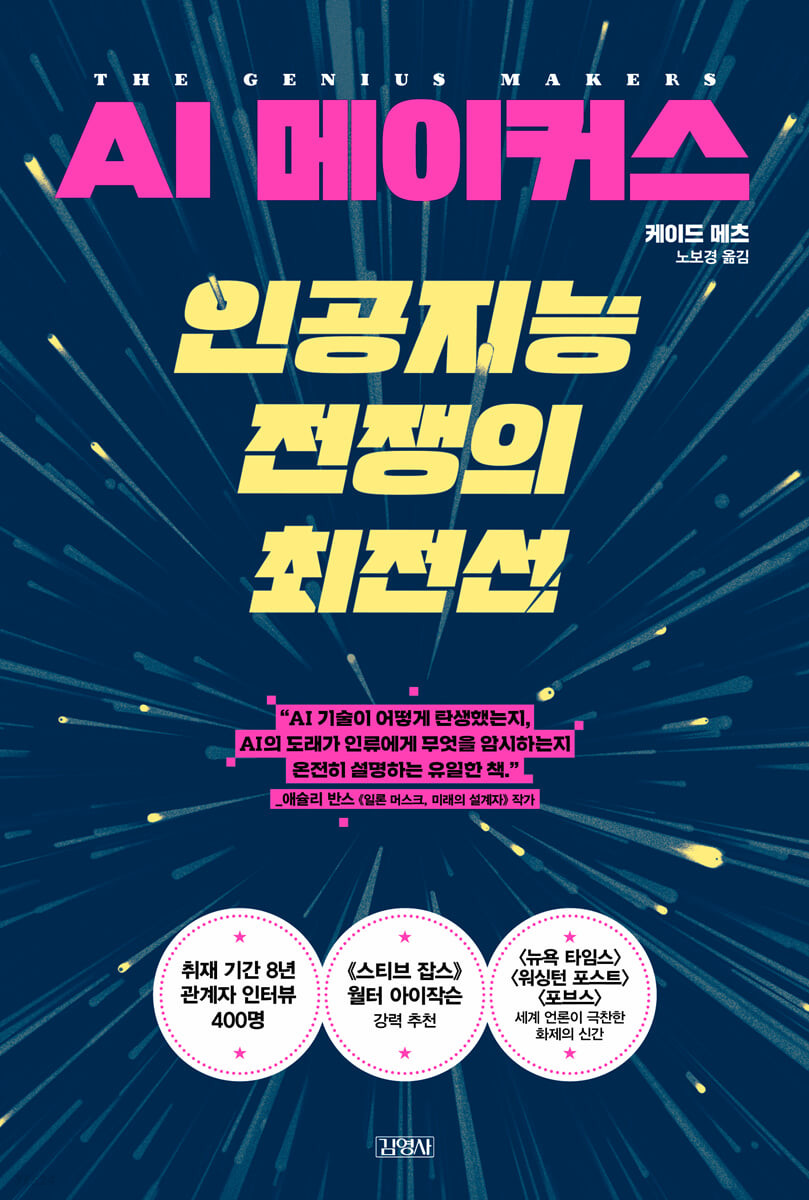 THE GENIUS MAKERS
AI 메이커스
케이드 메츠
노보경 옮김
인공지능
전쟁의
최전선
“AI 기술이 어떻게 탄생했는지,
AI의 도래가 인류에게 무엇을 암시하는지
온전히 설명하는 유일한 책.”
_애슐리 반스 《일론 머스크, 미래의 설계자》 작가
취재 기간 8년
관계자 인터뷰
400명
《스티브 잡스》
월터 아이작슨
강력 추천
〈뉴욕 타임스〉
〈워싱턴 포스트〉
〈포브스〉
세계 언론이 극찬한
화제의 신간
김영사